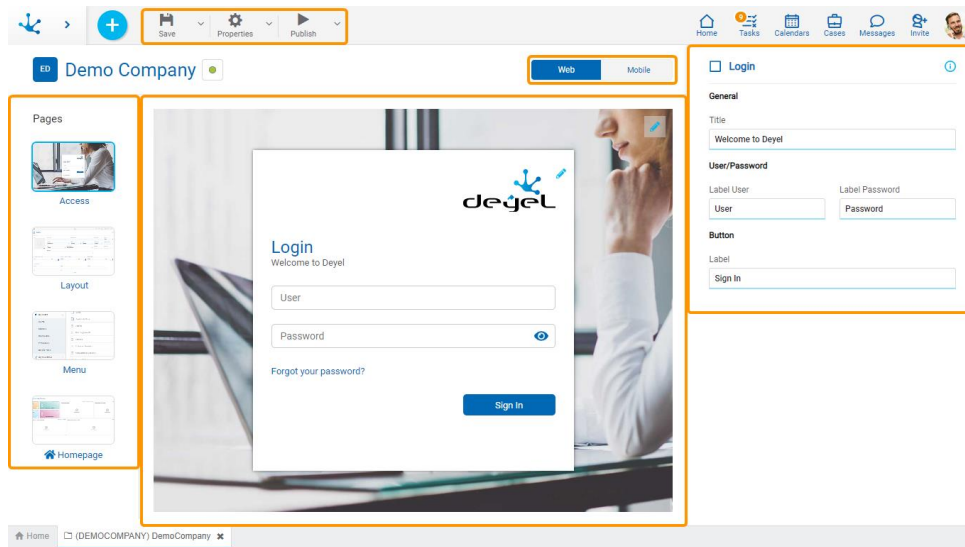 Save
Properties
Publish
Home
9
Tasks
Calendars
Cases
Messages
Invite
ED
Demo Company
Web
Mobile
Pages
Access
Layout
Menu
Homepage
deyel
Login
Welcome to Deyel
User
Password
Forgot your password?
Sign In
Login
General
Title
Welcome to Deyel
User/Password
Label User Label Password
User Password
Button
Label
Sign In
Home (DEMOCOMPANY) DemoCompany